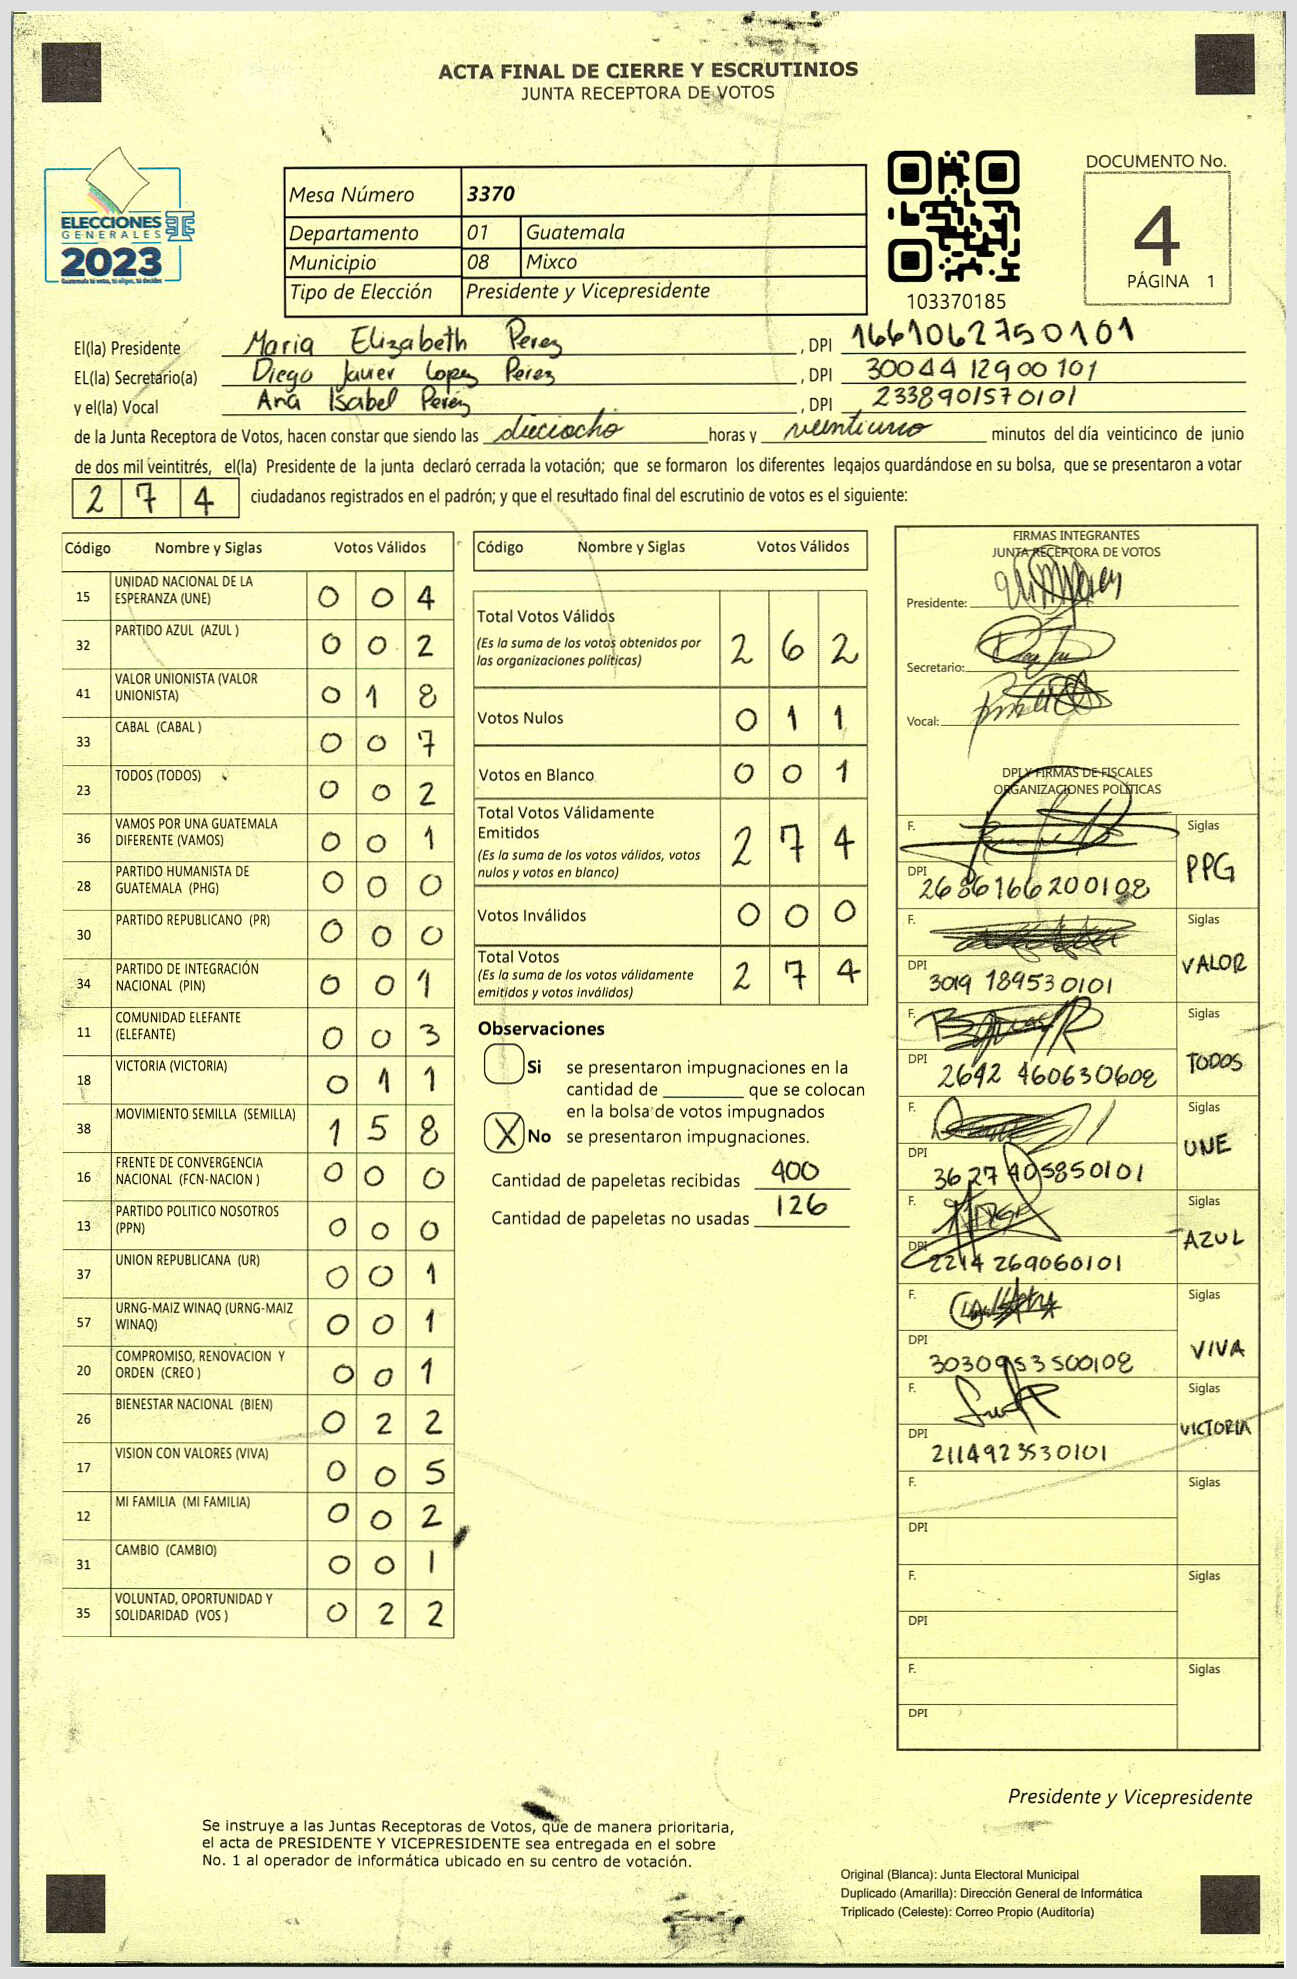 ACTA FINAL DE CIERRE Y ESCRUTINIOS
JUNTA RECEPTORA DE VOTOS
ELECCIONES
GENERALES
2023
Guatemala tu votas, tú eliges, tú decides
Mesa Número 3370
Departamento 01 Guatemala
Municipio 08 Mixco
Tipo de Elección Presidente y Vicepresidente
103370185
DOCUMENTO No.
4
PÁGINA 1
El(la) Presidente Maria Elizabeth Perez , DPI 1661062750101
EL(la) Secretario(a) Diego Javier Lopez Perez , DPI 30044 12900 101
y el(la) Vocal Ana Isabel Peréz , DPI 2338901570101
de la Junta Receptora de Votos, hacen constar que siendo las dieciocho horas y veintiuno minutos del día veinticinco de junio
de dos mil veintitrés, el(la) Presidente de la junta declaró cerrada la votación; que se formaron los diferentes legajos guardándose en su bolsa, que se presentaron a votar
274 ciudadanos registrados en el padrón; y que el resultado final del escrutinio de votos es el siguiente:
Código Nombre y Siglas Votos Válidos
15 UNIDAD NACIONAL DE LA ESPERANZA (UNE) 0 0 4
32 PARTIDO AZUL (AZUL ) 0 0 2
41 VALOR UNIONISTA (VALOR UNIONISTA) 0 1 8
33 CABAL (CABAL ) 0 0 7
23 TODOS (TODOS) 0 0 2
36 VAMOS POR UNA GUATEMALA DIFERENTE (VAMOS) 0 0 1
28 PARTIDO HUMANISTA DE GUATEMALA (PHG) 0 0 0
30 PARTIDO REPUBLICANO (PR) 0 0 0
34 PARTIDO DE INTEGRACIÓN NACIONAL (PIN) 0 0 1
11 COMUNIDAD ELEFANTE (ELEFANTE) 0 0 3
18 VICTORIA (VICTORIA) 0 1 1
38 MOVIMIENTO SEMILLA (SEMILLA) 1 5 8
16 FRENTE DE CONVERGENCIA NACIONAL (FCN-NACION ) 0 0 0
13 PARTIDO POLITICO NOSOTROS (PPN) 0 0 0
37 UNION REPUBLICANA (UR) 0 0 1
57 URNG-MAIZ WINAQ (URNG-MAIZ WINAQ) 0 0 1
20 COMPROMISO, RENOVACION Y ORDEN (CREO ) 0 0 1
26 BIENESTAR NACIONAL (BIEN) 0 2 2
17 VISION CON VALORES (VIVA) 0 0 5
12 MI FAMILIA (MI FAMILIA) 0 0 2
31 CAMBIO (CAMBIO) 0 0 1
35 VOLUNTAD, OPORTUNIDAD Y SOLIDARIDAD (VOS ) 0 2 2
Código Nombre y Siglas Votos Válidos
Total Votos Válidos 2 6 2
(Es la suma de los votos obtenidos por
las organizaciones políticas)
Votos Nulos 0 1 1
Votos en Blanco 0 0 1
Total Votos Válidamente
Emitidos 2 7 4
(Es la suma de los votos válidos, votos
nulos y votos en blanco)
Votos Inválidos 0 0 0
Total Votos 2 7 4
(Es la suma de los votos válidamente
emitidos y votos inválidos)
Observaciones
Si se presentaron impugnaciones en la
cantidad de ________ que se colocan
en la bolsa de votos impugnados
X No se presentaron impugnaciones.
Cantidad de papeletas recibidas 400
Cantidad de papeletas no usadas 126
FIRMAS INTEGRANTES
JUNTA RECEPTORA DE VOTOS
Presidente:
Secretario:
Vocal:
DPI Y FIRMAS DE FISCALES
ORGANIZACIONES POLÍTICAS
F. Siglas
DPI 2686166200108 PPG
F. Siglas
DPI 3019 189530101 VALOR
F. Siglas
DPI 2642 460630608 TODOS
F. Siglas
DPI 3627 405850101 UNE
F. Siglas
DPI 2214 269060101 AZUL
F. Siglas
DPI 3030953500108 VIVA
F. Siglas
DPI 2114923530101 VICTORIA
F. Siglas
DPI
F. Siglas
DPI
F. Siglas
DPI
Presidente y Vicepresidente
Se instruye a las Juntas Receptoras de Votos, que de manera prioritaria,
el acta de PRESIDENTE Y VICEPRESIDENTE sea entregada en el sobre
No. 1 al operador de informática ubicado en su centro de votación.
Original (Blanca): Junta Electoral Municipal
Duplicado (Amarilla): Dirección General de Informática
Triplicado (Celeste): Correo Propio (Auditoría)